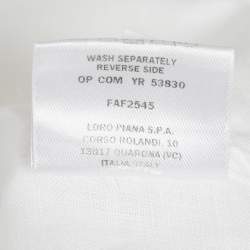 WASH SEPARATELY
REVERSE SIDE
OP COM YR 53830
FAF2545
LORO PIANA S.P.A.
CORSO ROLANDI, 10
13017 QUARONA (VC)
ITALIA ITALY